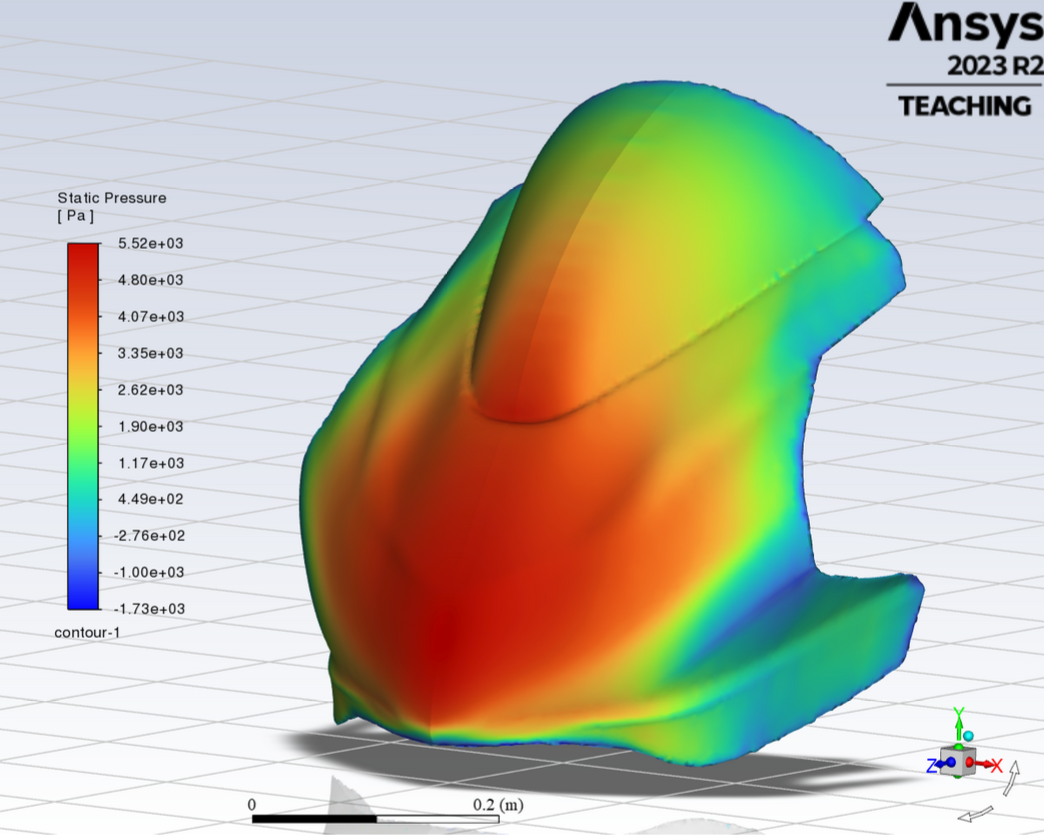 Ansys
2023 R2
TEACHING
Static Pressure
[ Pa ]
5.52e+03
4.80e+03
4.07e+03
3.35e+03
2.62e+03
1.90e+03
1.17e+03
4.49e+02
-2.76e+02
-1.00e+03
-1.73e+03
contour-1
Y
Z X
0 0.2 (m)